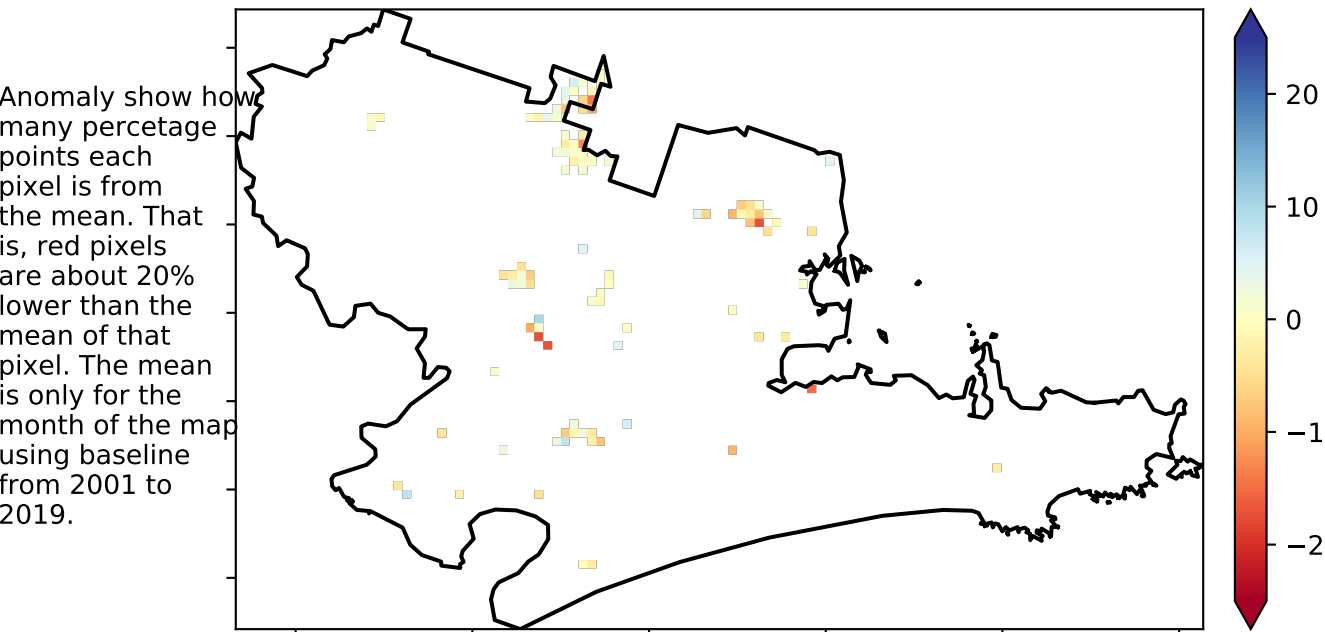 Anomaly show how
many percetage
points each
pixel is from
the mean. That
is, red pixels
are about 20%
lower than the
mean of that
pixel. The mean
is only for the
month of the map
using baseline
from 2001 to
2019.
20
10
0
−1
−2